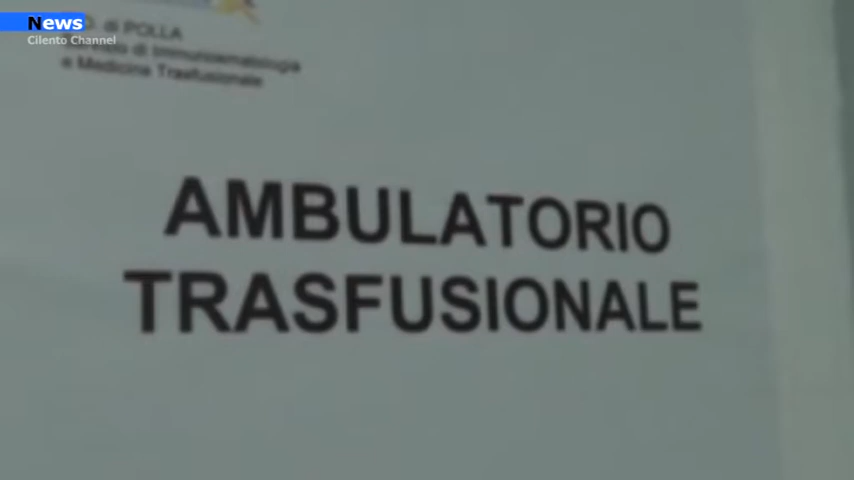 News
Cilento Channel
di POLLA
di Immunoematologia
e Medicina Trasfusionale
AMBULATORIO
TRASFUSIONALE